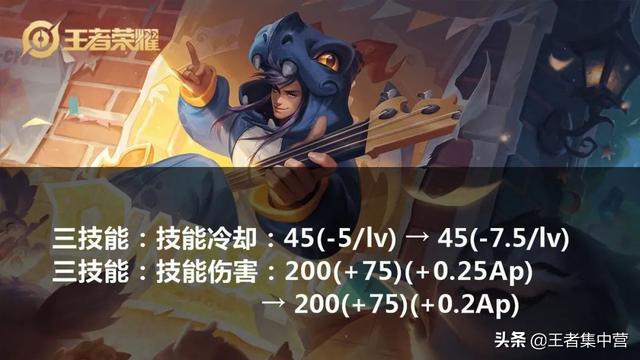 王者荣耀
三技能：技能冷却：45(-5/lv) → 45(-7.5/lv)
三技能：技能伤害：200(+75)(+0.25Ap)
→ 200(+75)(+0.2Ap)
头条 @王者集中营